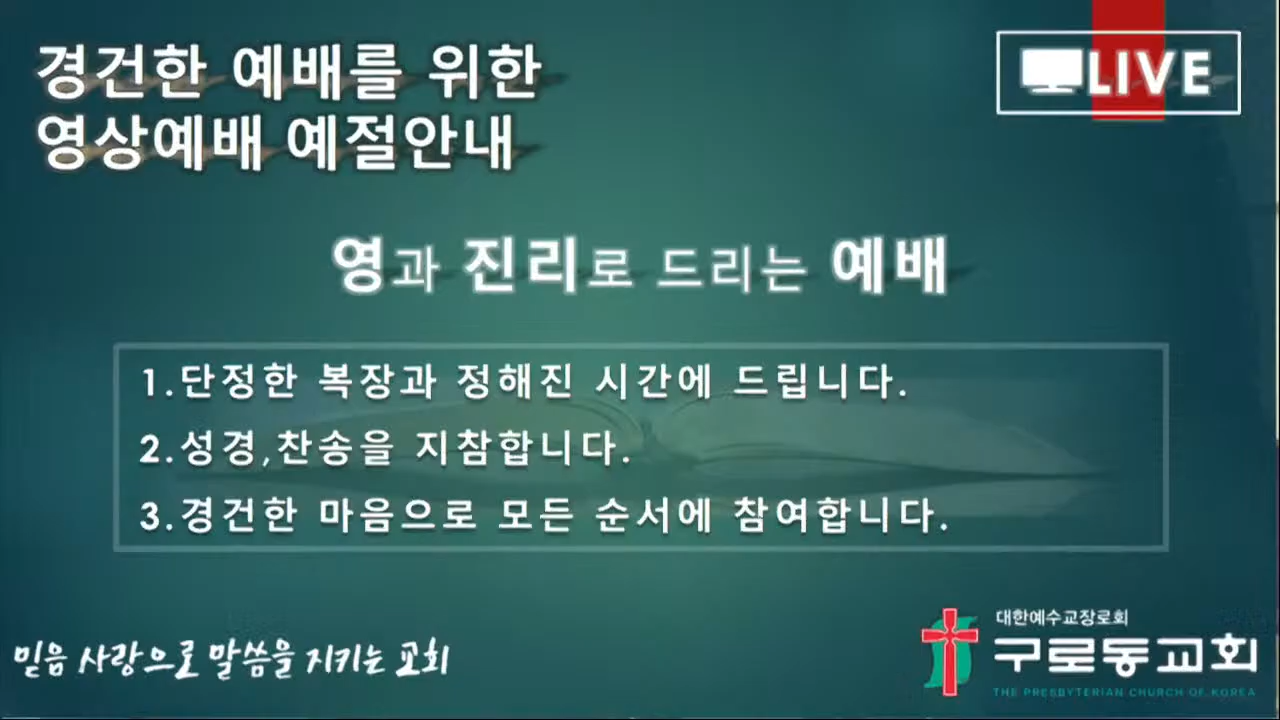 경건한 예배를 위한
영상예배 예절안내
LIVE
영과 진리로 드리는 예배
1.단정한 복장과 정해진 시간에 드립니다.
2.성경,찬송을 지참합니다.
3.경건한 마음으로 모든 순서에 참여합니다.
믿음 사랑으로 말씀을 지키는 교회
대한예수교장로회
구로동교회
THE PRESBYTERIAN CHURCH OF KOREA